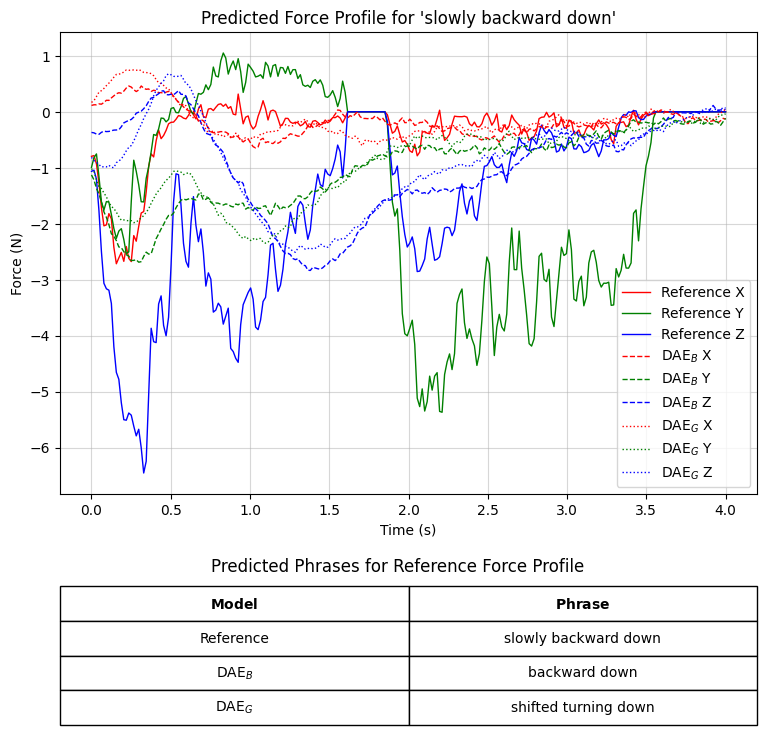 Predicted Force Profile for 'slowly backward down'
1
0
−1
−2
−3
−4
−5
−6
Force (N)
Reference X
Reference Y
Reference Z
DAE_B X
DAE_B Y
DAE_B Z
DAE_G X
DAE_G Y
DAE_G Z
0.0 0.5 1.0 1.5 2.0 2.5 3.0 3.5 4.0
Time (s)
Predicted Phrases for Reference Force Profile
Model Phrase
Reference slowly backward down
DAE_B backward down
DAE_G shifted turning down